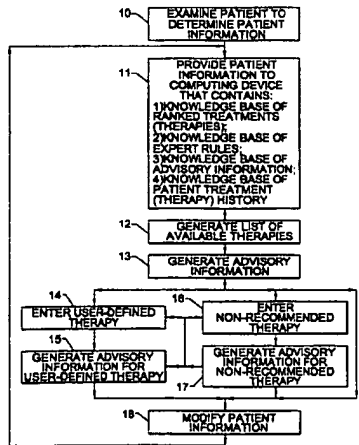 10
EXAMINE PATIENT TO
DETERMINE PATIENT
INFORMATION
11
PROVIDE PATIENT
INFORMATION TO
COMPUTING DEVICE
THAT CONTAINS:
1)KNOWLEDGE BASE OF
RANKED TREATMENTS
(THERAPIES);
2)KNOWLEDGE BASE OF
EXPERT RULES;
3)KNOWLEDGE BASE OF
ADVISORY INFORMATION;
4)KNOWLEDGE BASE OF
PATIENT TREATMENT
(THERAPY) HISTORY
12
GENERATE LIST OF
AVAILABLE THERAPIES
13
GENERATE ADVISORY
INFORMATION
14
ENTER USER-DEFINED
THERAPY
16
ENTER
NON-RECOMMENDED
THERAPY
15
GENERATE ADVISORY
INFORMATION FOR
USER-DEFINED THERAPY
GENERATE ADVISORY
INFORMATION FOR
NON-RECOMMENDED
THERAPY
17
18
MODIFY PATIENT
INFORMATION